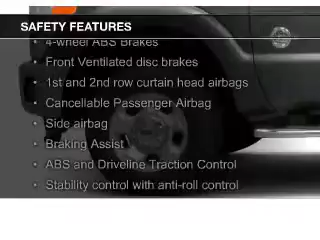 SAFETY FEATURES
• 4-wheel ABS Brakes
• Front Ventilated disc brakes
• 1st and 2nd row curtain head airbags
• Cancellable Passenger Airbag
• Side airbag
• Braking Assist
• ABS and Driveline Traction Control
• Stability control with anti-roll control